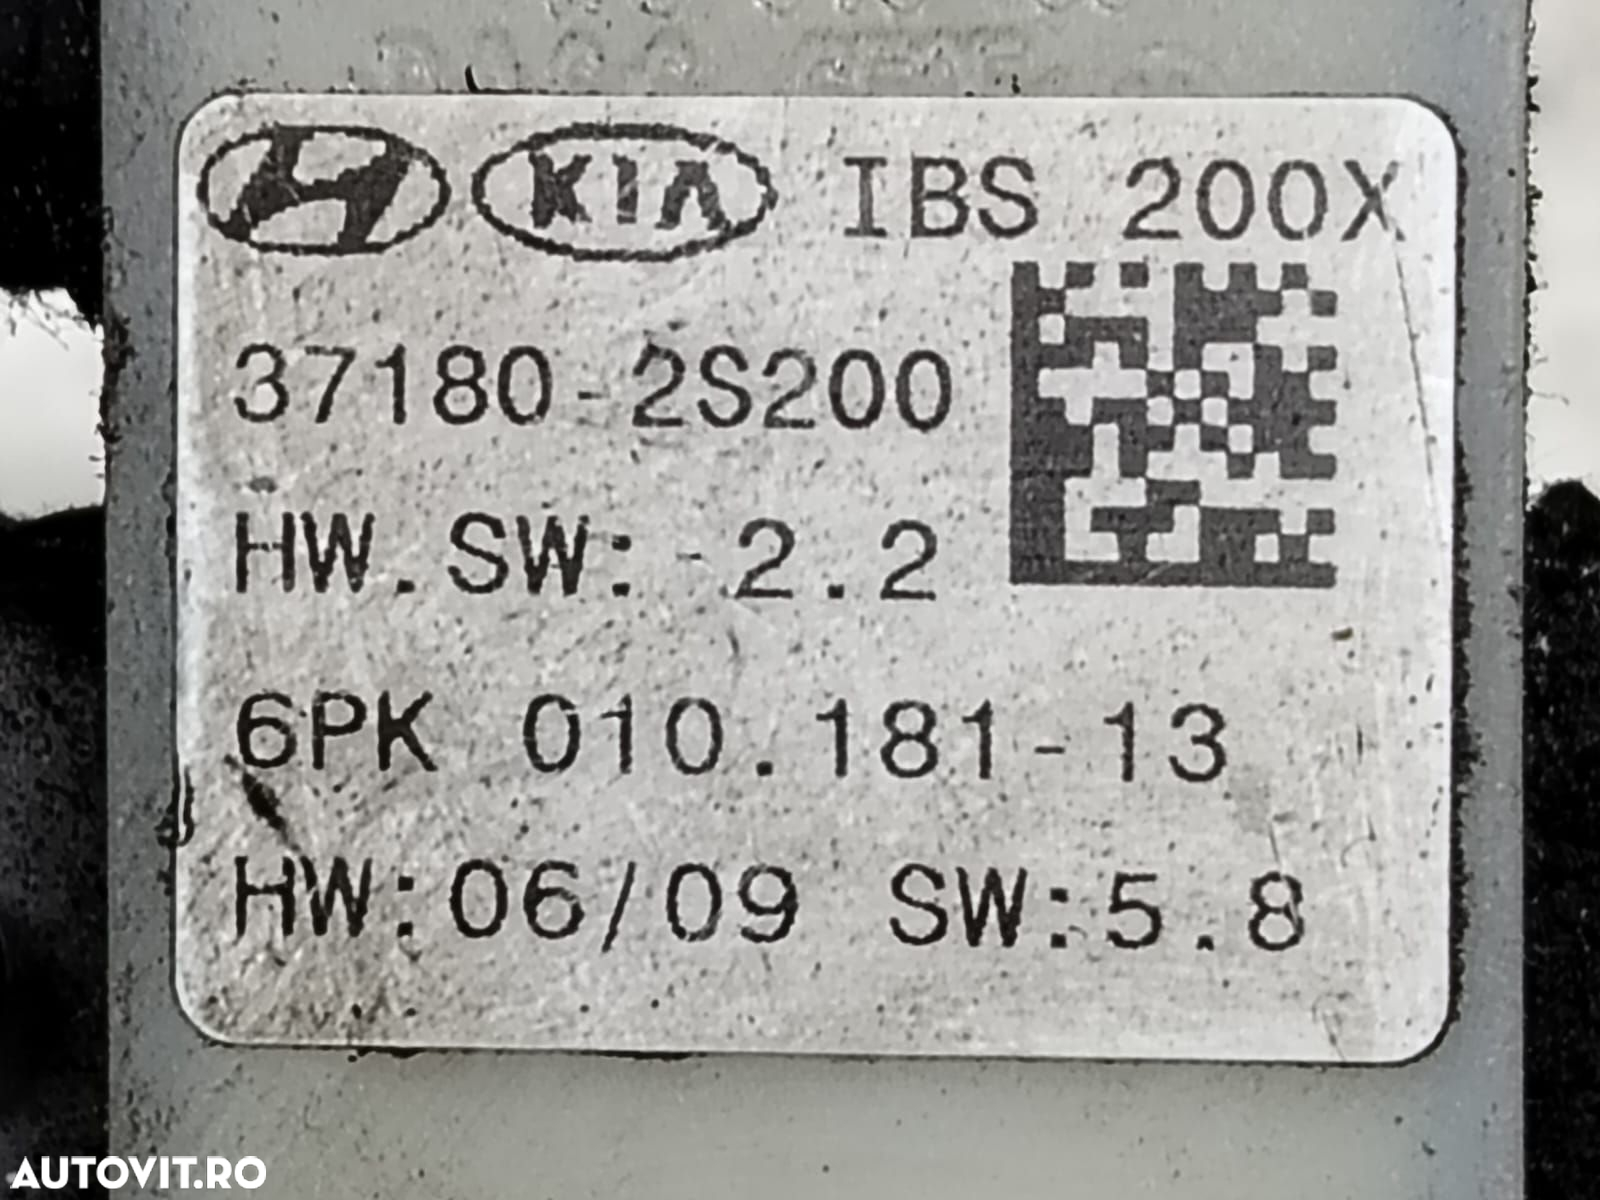 KIA IBS 200X
37180-2S200
HW.SW: 2.2
6PK 010.181-13
HW:06/09 SW:5.8
AUTOVIT.RO